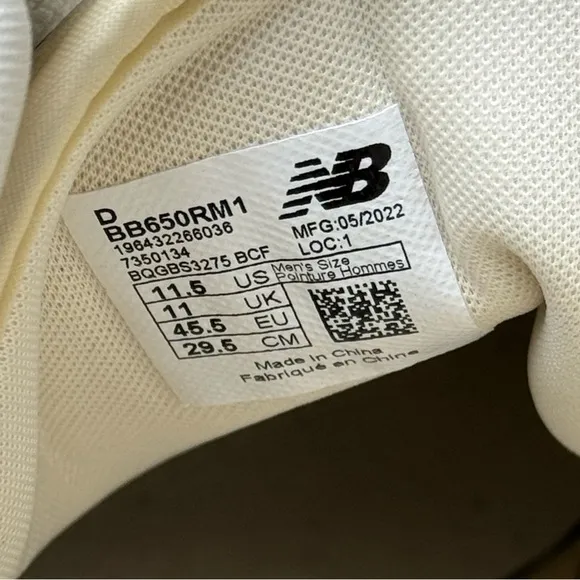 NB
D
BB650RM1
196432266036
7350134
BQGBS3275 BCF
MFG:05/2022
LOC:1
Men's Size
Pointure Hommes
11.5 US
11 UK
45.5 EU
29.5 CM
Made in China
Fabriqué en Chine